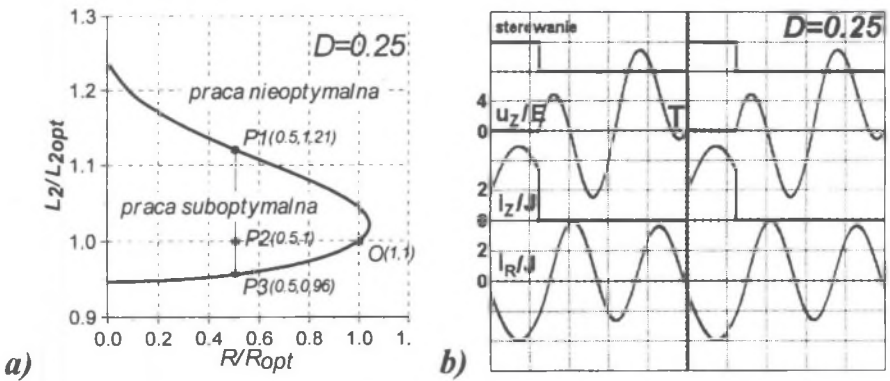 1.3
1.2
1.1
1.0
0.9
L2/L2opt
D=0.25
praca nieoptymalna
P1(0.5,1,21)
praca suboptymalna
P2(0.5,1)
O(1,1)
P3(0.5,0,96)
0.0 0.2 0.4 0.6 0.8 1.0 1.
R/Ropt
a)
sterowanie
D=0.25
4
uZ/E
T
0
2
iZ/J
2
iR/J
0
b)